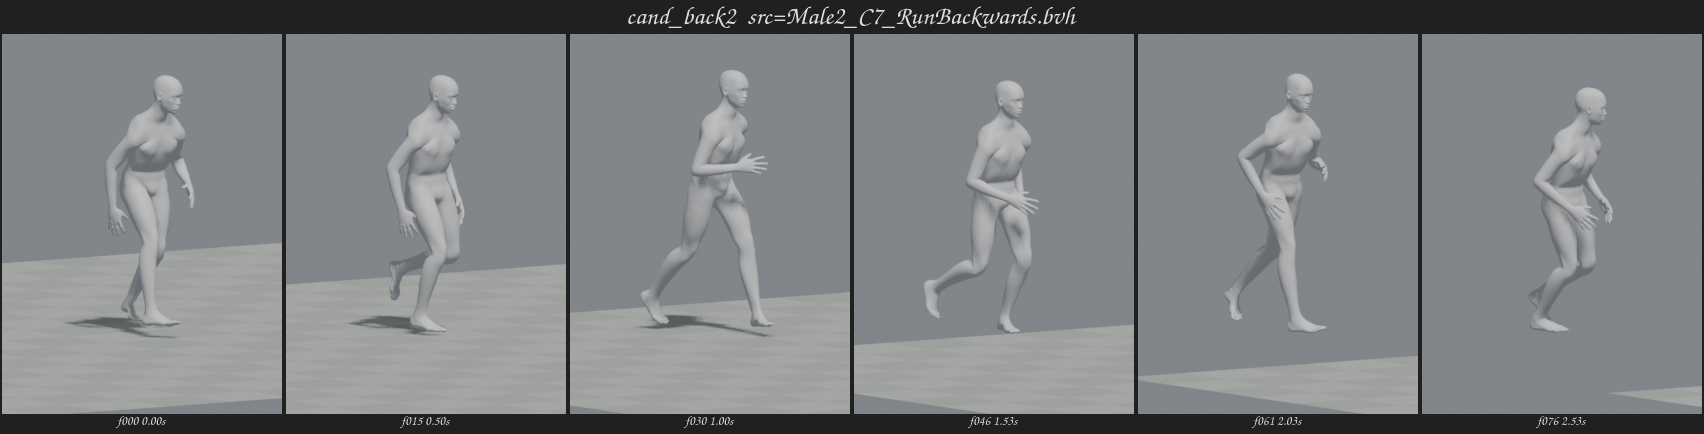 cand_back2 src=Male2_C7_RunBackwards.bvh
f000 0.00s
f015 0.50s
f030 1.00s
f046 1.53s
f061 2.03s
f076 2.53s